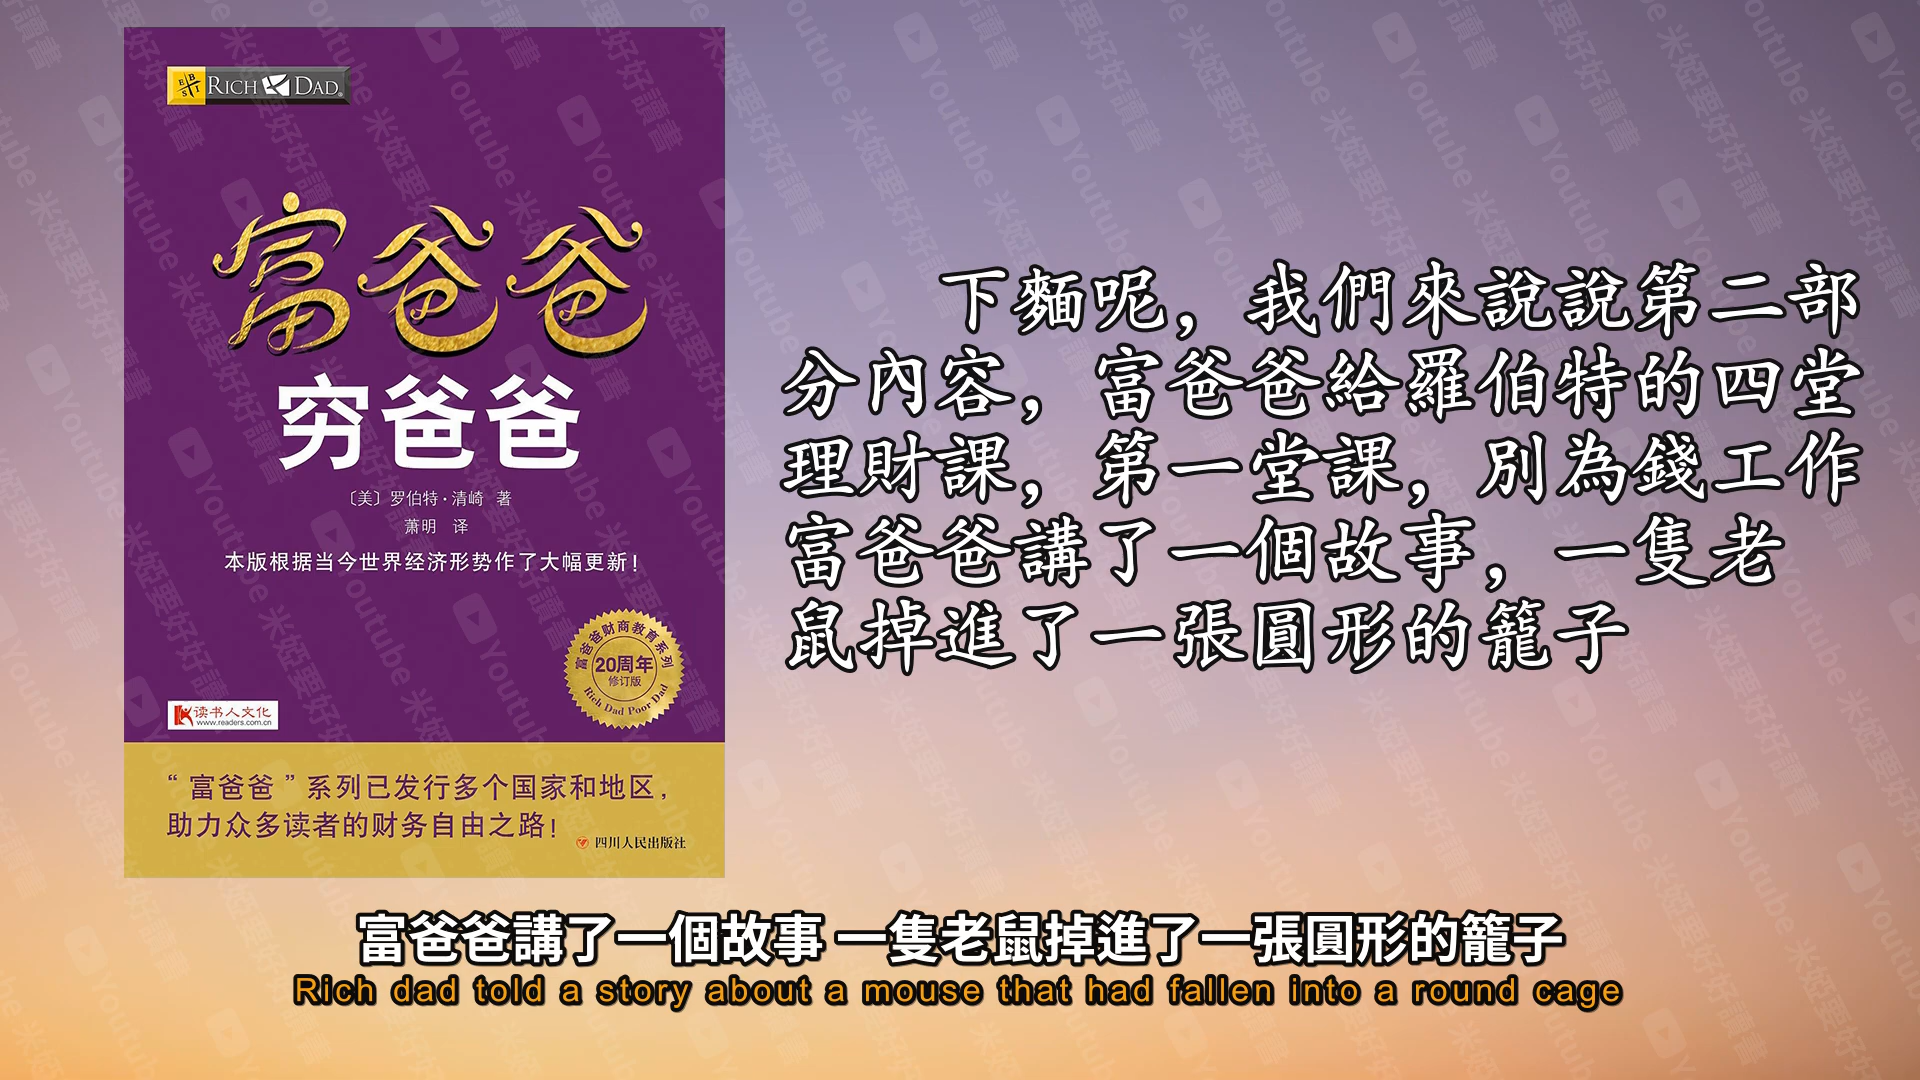 EBSI RICH DAD
富爸爸
穷爸爸
〔美〕罗伯特·清崎 著
萧明 译
本版根据当今世界经济形势作了大幅更新！
富爸爸财商教育系列
20周年
修订版
Rich Dad Poor Dad
读书人文化
www.readers.com.cn
“富爸爸”系列已发行多个国家和地区，
助力众多读者的财务自由之路！
四川人民出版社
下麵呢，我們來說說第二部
分內容，富爸爸給羅伯特的四堂
理財課，第一堂課，別為錢工作
富爸爸講了一個故事，一隻老
鼠掉進了一張圓形的籠子
富爸爸講了一個故事 一隻老鼠掉進了一張圓形的籠子
Rich dad told a story about a mouse that had fallen into a round cage
Youtube 米婭要好好讀書